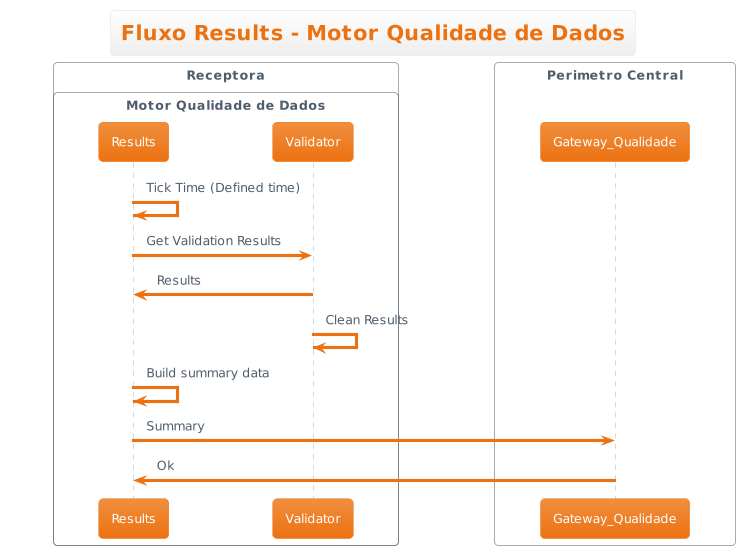 Fluxo Results - Motor Qualidade de Dados
Receptora
Perimetro Central
Motor Qualidade de Dados
Results
Validator
Gateway_Qualidade
Tick Time (Defined time)
Get Validation Results
Results
Clean Results
Build summary data
Summary
Ok
Results
Validator
Gateway_Qualidade